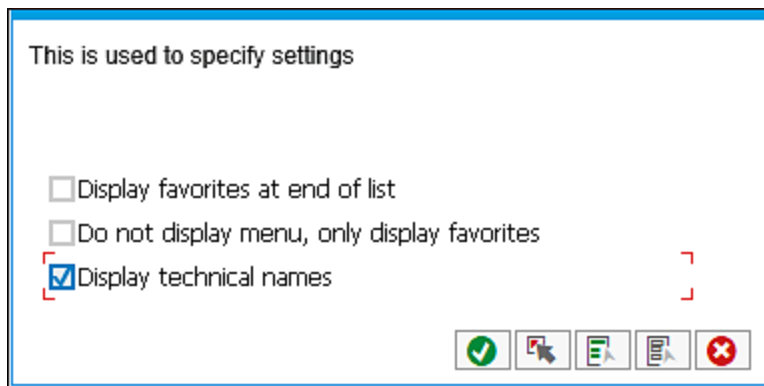 This is used to specify settings
Display favorites at end of list
Do not display menu, only display favorites
Display technical names